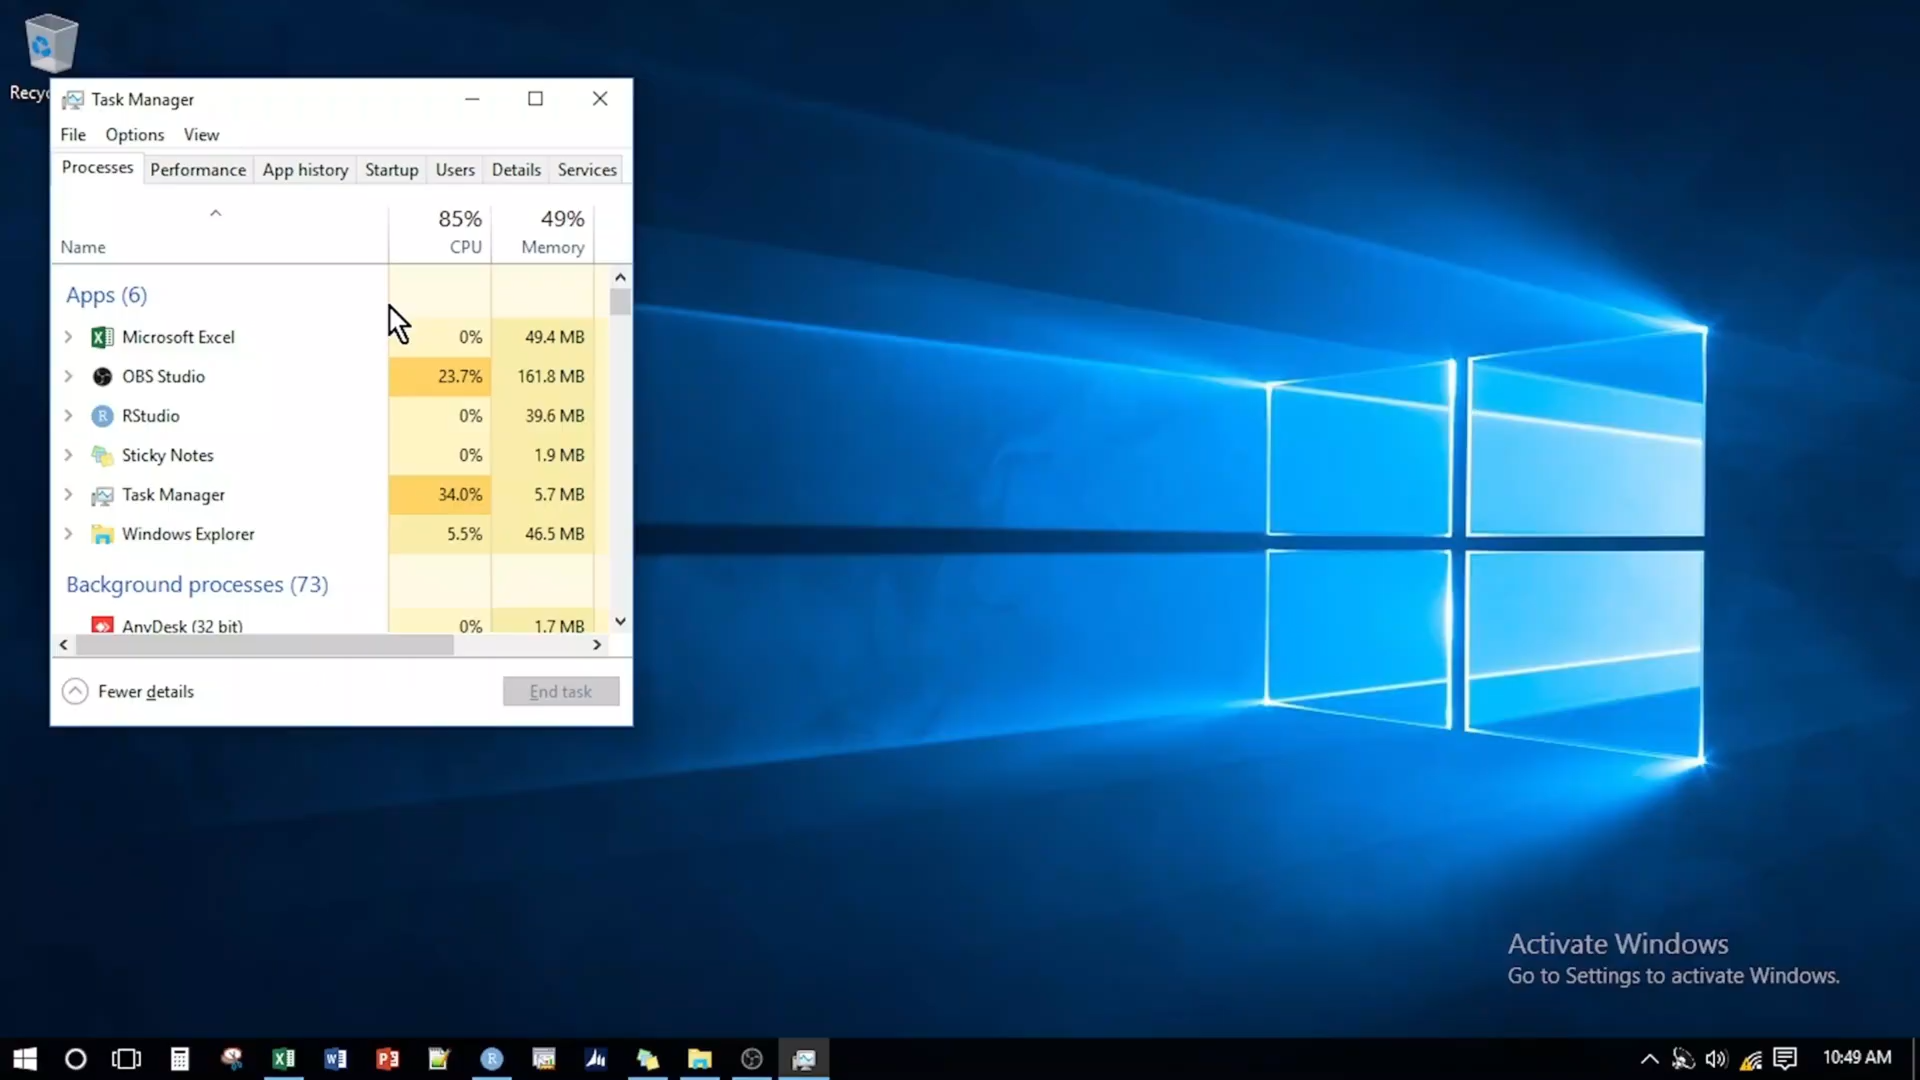 Recyc
Task Manager
File Options View
Processes Performance App history Startup Users Details Services
85% 49%
Name CPU Memory
Apps (6)
Microsoft Excel 0% 49.4 MB
OBS Studio 23.7% 161.8 MB
RStudio 0% 39.6 MB
Sticky Notes 0% 1.9 MB
Task Manager 34.0% 5.7 MB
Windows Explorer 5.5% 46.5 MB
Background processes (73)
AnyDesk (32 bit) 0% 1.7 MB
Fewer details End task
Activate Windows
Go to Settings to activate Windows.
10:49 AM